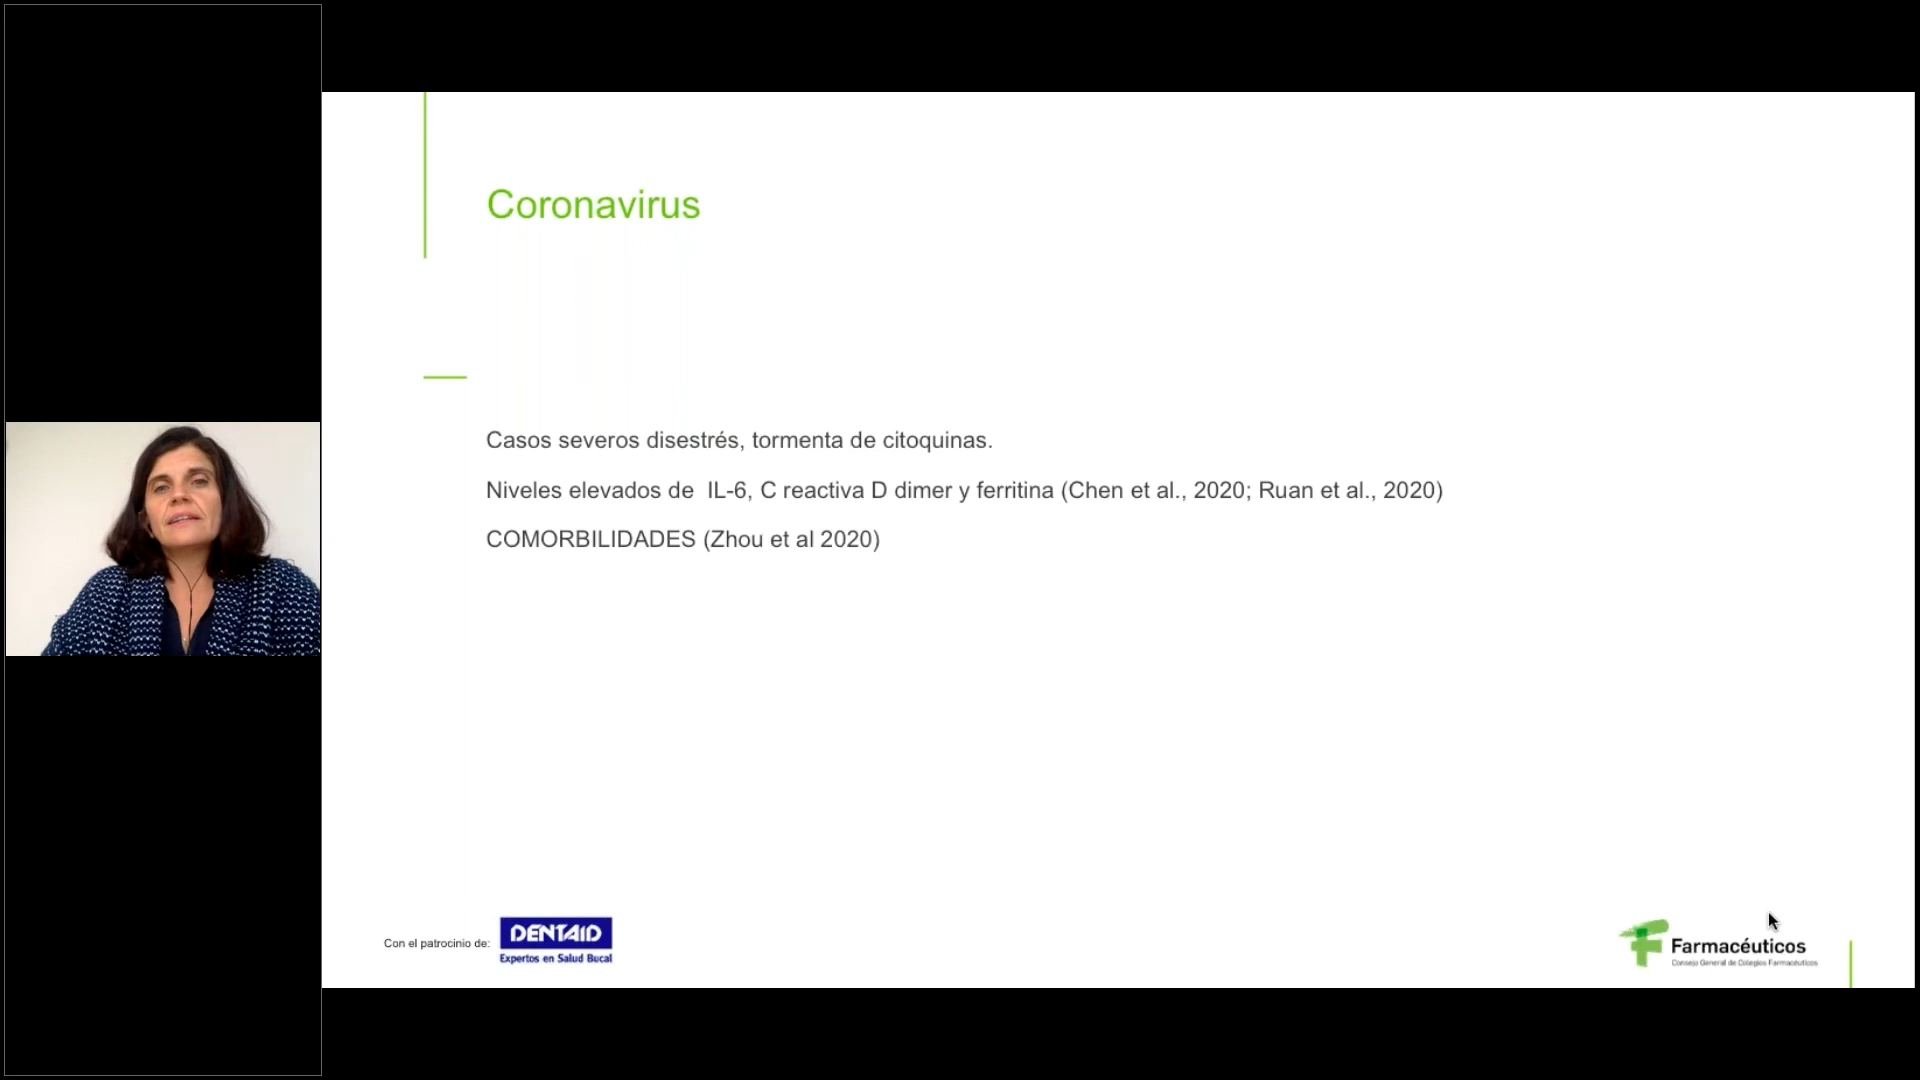 Coronavirus
Casos severos disestrés, tormenta de citoquinas.
Niveles elevados de  IL-6, C reactiva D dimer y ferritina (Chen et al., 2020; Ruan et al., 2020)
COMORBILIDADES (Zhou et al 2020)
Con el patrocinio de:
DENTAID
Expertos en Salud Bucal
Farmacéuticos
Consejo General de Colegios Farmacéuticos